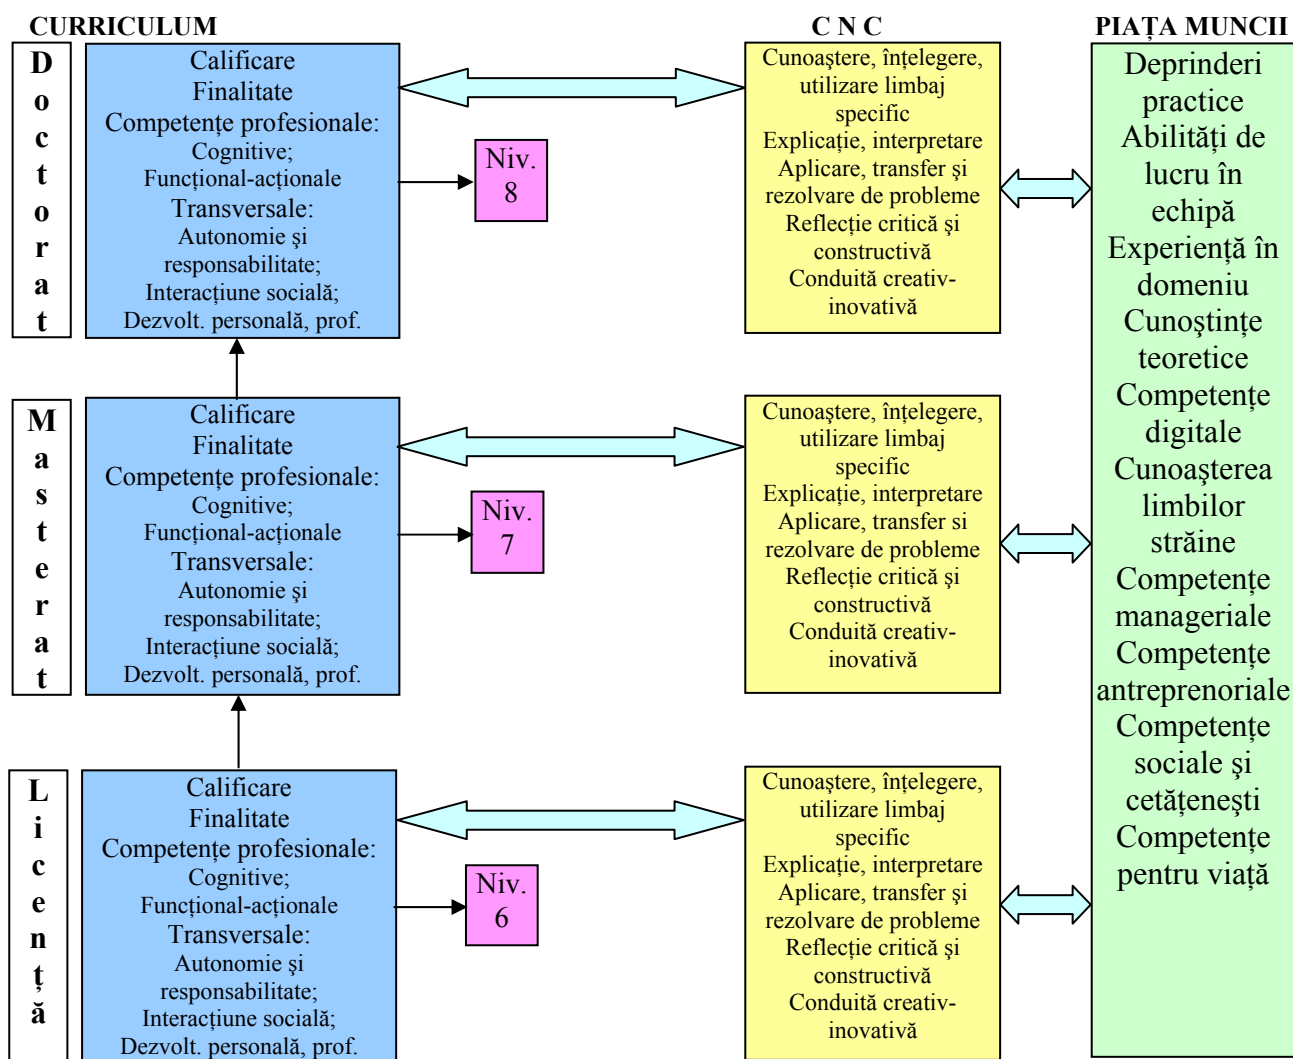 CURRICULUM
C N C
PIAȚA MUNCII
Doctorat
Calificare
Finalitate
Competențe profesionale:
Cognitive;
Funcțional-acționale
Transversale:
Autonomie şi
responsabilitate;
Interacțiune socială;
Dezvolt. personală, prof.
Niv.
8
Cunoaştere, înțelegere,
utilizare limbaj
specific
Explicație, interpretare
Aplicare, transfer şi
rezolvare de probleme
Reflecție critică şi
constructivă
Conduită creativ-
inovativă
Masterat
Calificare
Finalitate
Competențe profesionale:
Cognitive;
Funcțional-acționale
Transversale:
Autonomie şi
responsabilitate;
Interacțiune socială;
Dezvolt. personală, prof.
Niv.
7
Cunoaştere, înțelegere,
utilizare limbaj
specific
Explicație, interpretare
Aplicare, transfer si
rezolvare de probleme
Reflecție critică şi
constructivă
Conduită creativ-
inovativă
Licență
Calificare
Finalitate
Competențe profesionale:
Cognitive;
Funcțional-acționale
Transversale:
Autonomie şi
responsabilitate;
Interacțiune socială;
Dezvolt. personală, prof.
Niv.
6
Cunoaştere, înțelegere,
utilizare limbaj
specific
Explicație, interpretare
Aplicare, transfer şi
rezolvare de probleme
Reflecție critică şi
constructivă
Conduită creativ-
inovativă
Deprinderi
practice
Abilități de
lucru în
echipă
Experiență în
domeniu
Cunoştințe
teoretice
Competențe
digitale
Cunoaşterea
limbilor
străine
Competențe
manageriale
Competențe
antreprenoriale
Competențe
sociale şi
cetățeneşti
Competențe
pentru viață